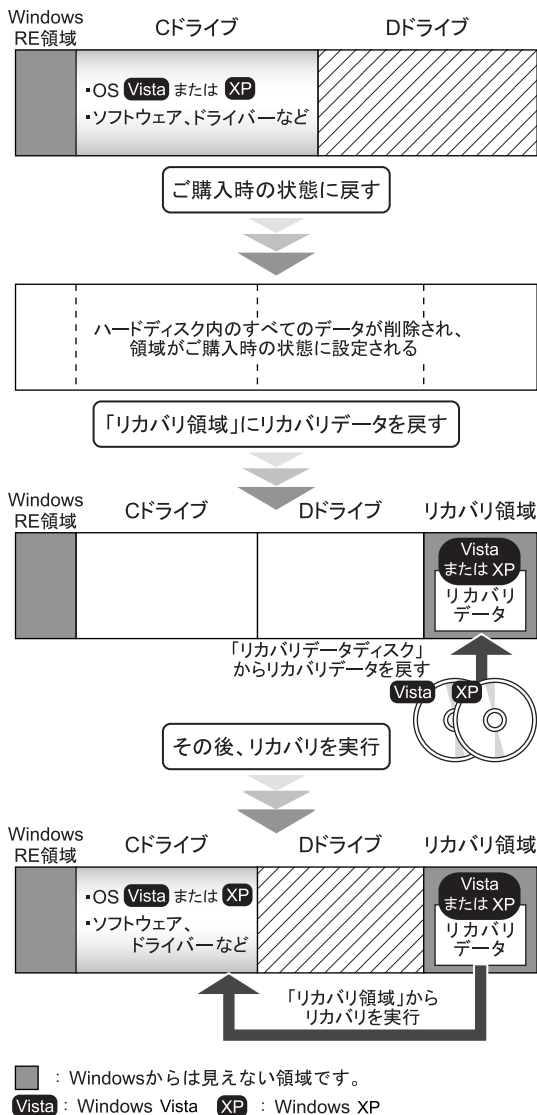 Windows
RE領域
Cドライブ
Dドライブ
▪OS Vista または XP
▪ソフトウェア、ドライバーなど
ご購入時の状態に戻す
ハードディスク内のすべてのデータが削除され、
領域がご購入時の状態に設定される
「リカバリ領域」にリカバリデータを戻す
Windows
RE領域
Cドライブ
Dドライブ
リカバリ領域
Vista
または XP
リカバリ
データ
「リカバリデータディスク」
からリカバリデータを戻す
Vista
XP
その後、リカバリを実行
Windows
RE領域
Cドライブ
Dドライブ
リカバリ領域
▪OS Vista または XP
▪ソフトウェア、
ドライバーなど
Vista
または XP
リカバリ
データ
「リカバリ領域」から
リカバリを実行
：Windowsからは見えない領域です。
Vista：Windows Vista XP：Windows XP